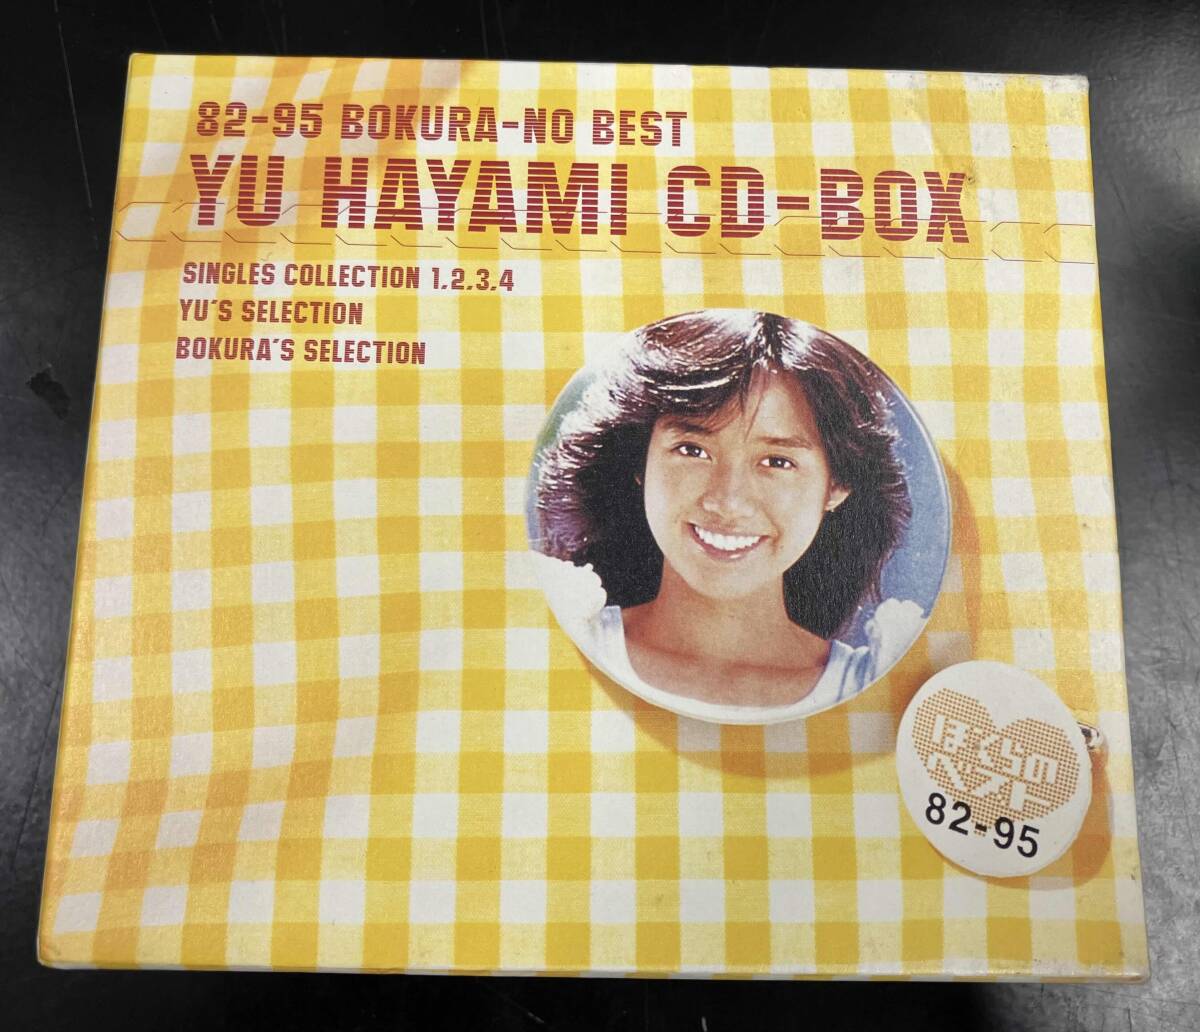 82-95 BOKURA-NO BEST
YU HAYAMI CD-BOX
SINGLES COLLECTION 1.2.3.4
YU'S SELECTION
BOKURA'S SELECTION
ぼくらの
ベスト
82-95